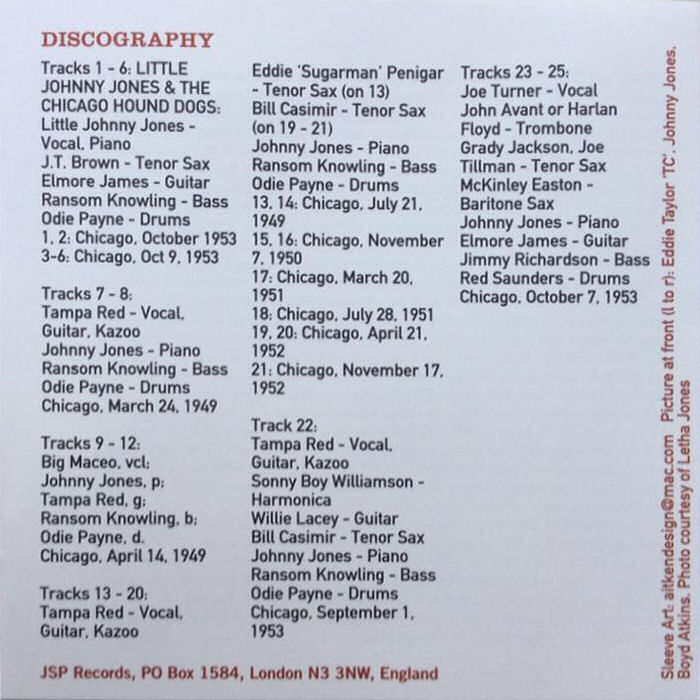 DISCOGRAPHY
Tracks 1 - 6: LITTLE
JOHNNY JONES & THE
CHICAGO HOUND DOGS:
Little Johnny Jones -
Vocal, Piano
J.T. Brown - Tenor Sax
Elmore James - Guitar
Ransom Knowling - Bass
Odie Payne - Drums
1, 2: Chicago, October 1953
3-6: Chicago, Oct 9, 1953
Tracks 7 - 8:
Tampa Red - Vocal,
Guitar, Kazoo
Johnny Jones - Piano
Ransom Knowling - Bass
Odie Payne - Drums
Chicago, March 24, 1949
Tracks 9 - 12:
Big Maceo, vcl;
Johnny Jones, p;
Tampa Red, g;
Ransom Knowling, b;
Odie Payne, d.
Chicago, April 14, 1949
Tracks 13 - 20:
Tampa Red - Vocal,
Guitar, Kazoo
Eddie 'Sugarman' Penigar
- Tenor Sax (on 13)
Bill Casimir - Tenor Sax
(on 19 - 21)
Johnny Jones - Piano
Ransom Knowling - Bass
Odie Payne - Drums
13, 14: Chicago, July 21,
1949
15, 16: Chicago, November
7, 1950
17: Chicago, March 20,
1951
18: Chicago, July 28, 1951
19, 20: Chicago, April 21,
1952
21: Chicago, November 17,
1952
Track 22:
Tampa Red - Vocal,
Guitar, Kazoo
Sonny Boy Williamson -
Harmonica
Willie Lacey - Guitar
Bill Casimir - Tenor Sax
Johnny Jones - Piano
Ransom Knowling - Bass
Odie Payne - Drums
Chicago, September 1,
1953
Tracks 23 - 25:
Joe Turner - Vocal
John Avant or Harlan
Floyd - Trombone
Grady Jackson, Joe
Tillman - Tenor Sax
McKinley Easton -
Baritone Sax
Johnny Jones - Piano
Elmore James - Guitar
Jimmy Richardson - Bass
Red Saunders - Drums
Chicago, October 7, 1953
JSP Records, PO Box 1584, London N3 3NW, England
Sleeve Art: aitkendesign@mac.com Picture at front (l to r): Eddie Taylor 'TC', Johnny Jones,
Boyd Atkins. Photo courtesy of Letha Jones